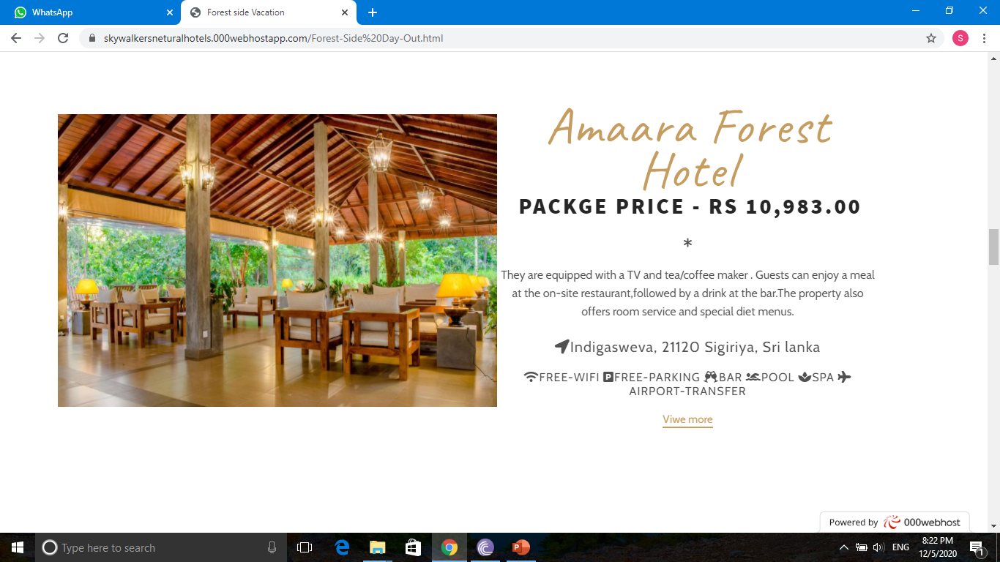 WhatsApp
Forest side Vacation
skywalkersneturalhotels.000webhostapp.com/Forest-Side%20Day-Out.html
S
Amaara Forest
Hotel
PACKGE PRICE - RS 10,983.00
*
They are equipped with a TV and tea/coffee maker . Guests can enjoy a meal
at the on-site restaurant,followed by a drink at the bar.The property also
offers room service and special diet menus.
Indigasweva, 21120 Sigiriya, Sri lanka
FREE-WIFI PFREE-PARKING BAR POOL SPA
AIRPORT-TRANSFER
Viwe more
Powered by 000webhost
Type here to search
ENG
8:22 PM
12/5/2020
1